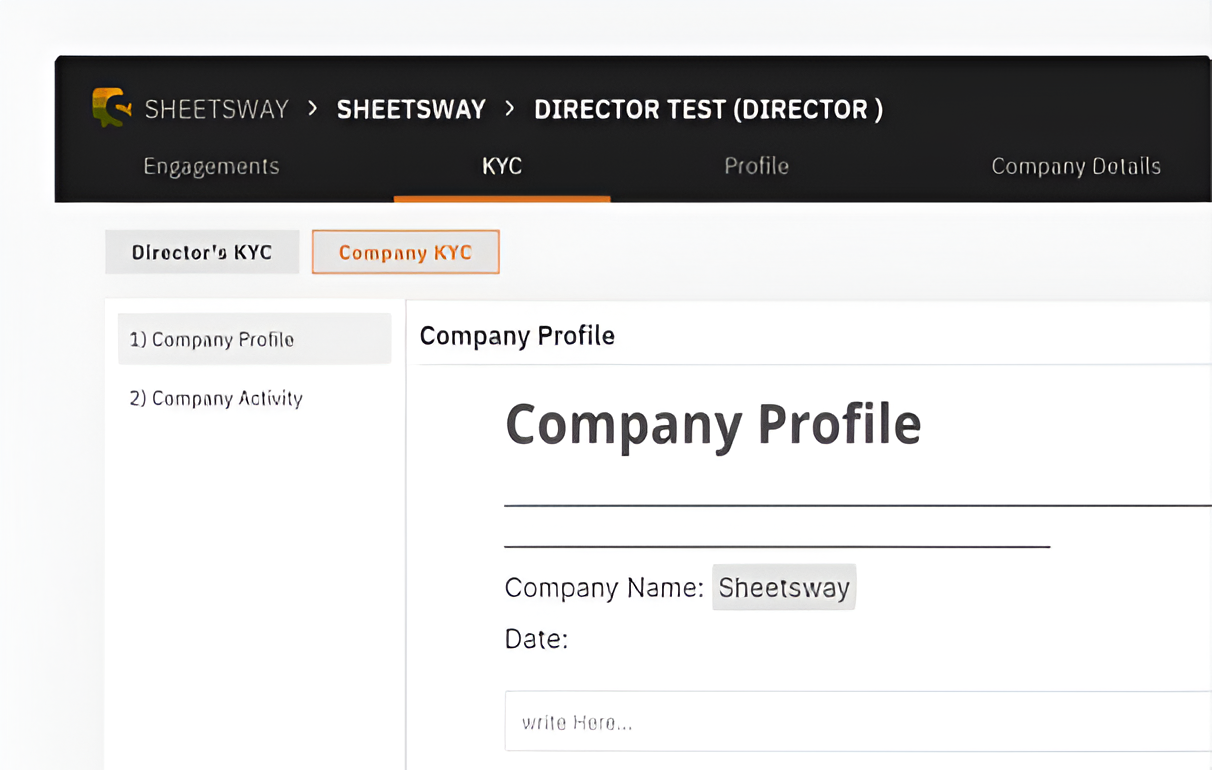 SHEETSWAY > SHEETSWAY > DIRECTOR TEST (DIRECTOR )
Engagements KYC Profile Company Details
Director's KYC Company KYC
1) Company Profile
2) Company Activity
Company Profile
Company Profile
Company Name: Sheetsway
Date:
write Here...